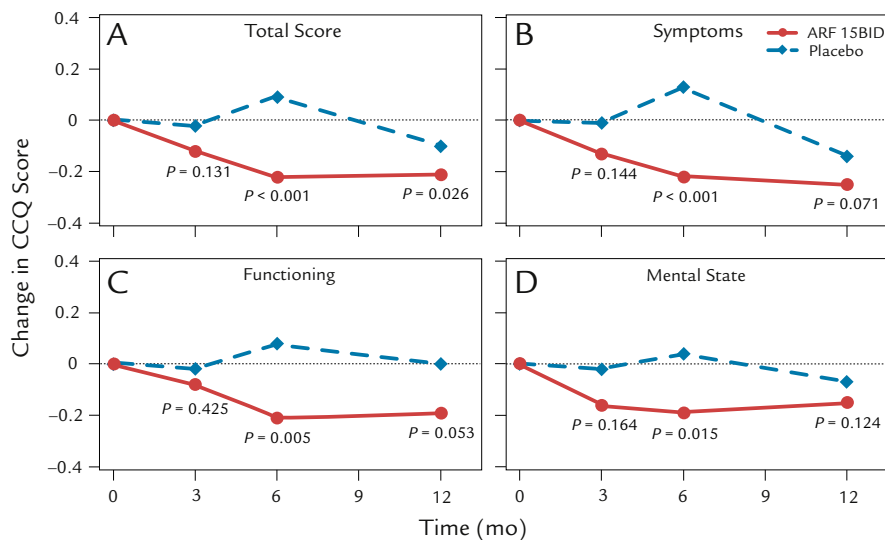 A
Total Score
0.4
0.2
0
−0.2
−0.4
P = 0.131
P < 0.001
P = 0.026
B
Symptoms
ARF 15BID
Placebo
P = 0.144
P < 0.001
P = 0.071
Change in CCQ Score
C
Functioning
0.4
0.2
0
−0.2
−0.4
P = 0.425
P = 0.005
P = 0.053
0 3 6 9 12
D
Mental State
P = 0.164
P = 0.015
P = 0.124
0 3 6 9 12
Time (mo)